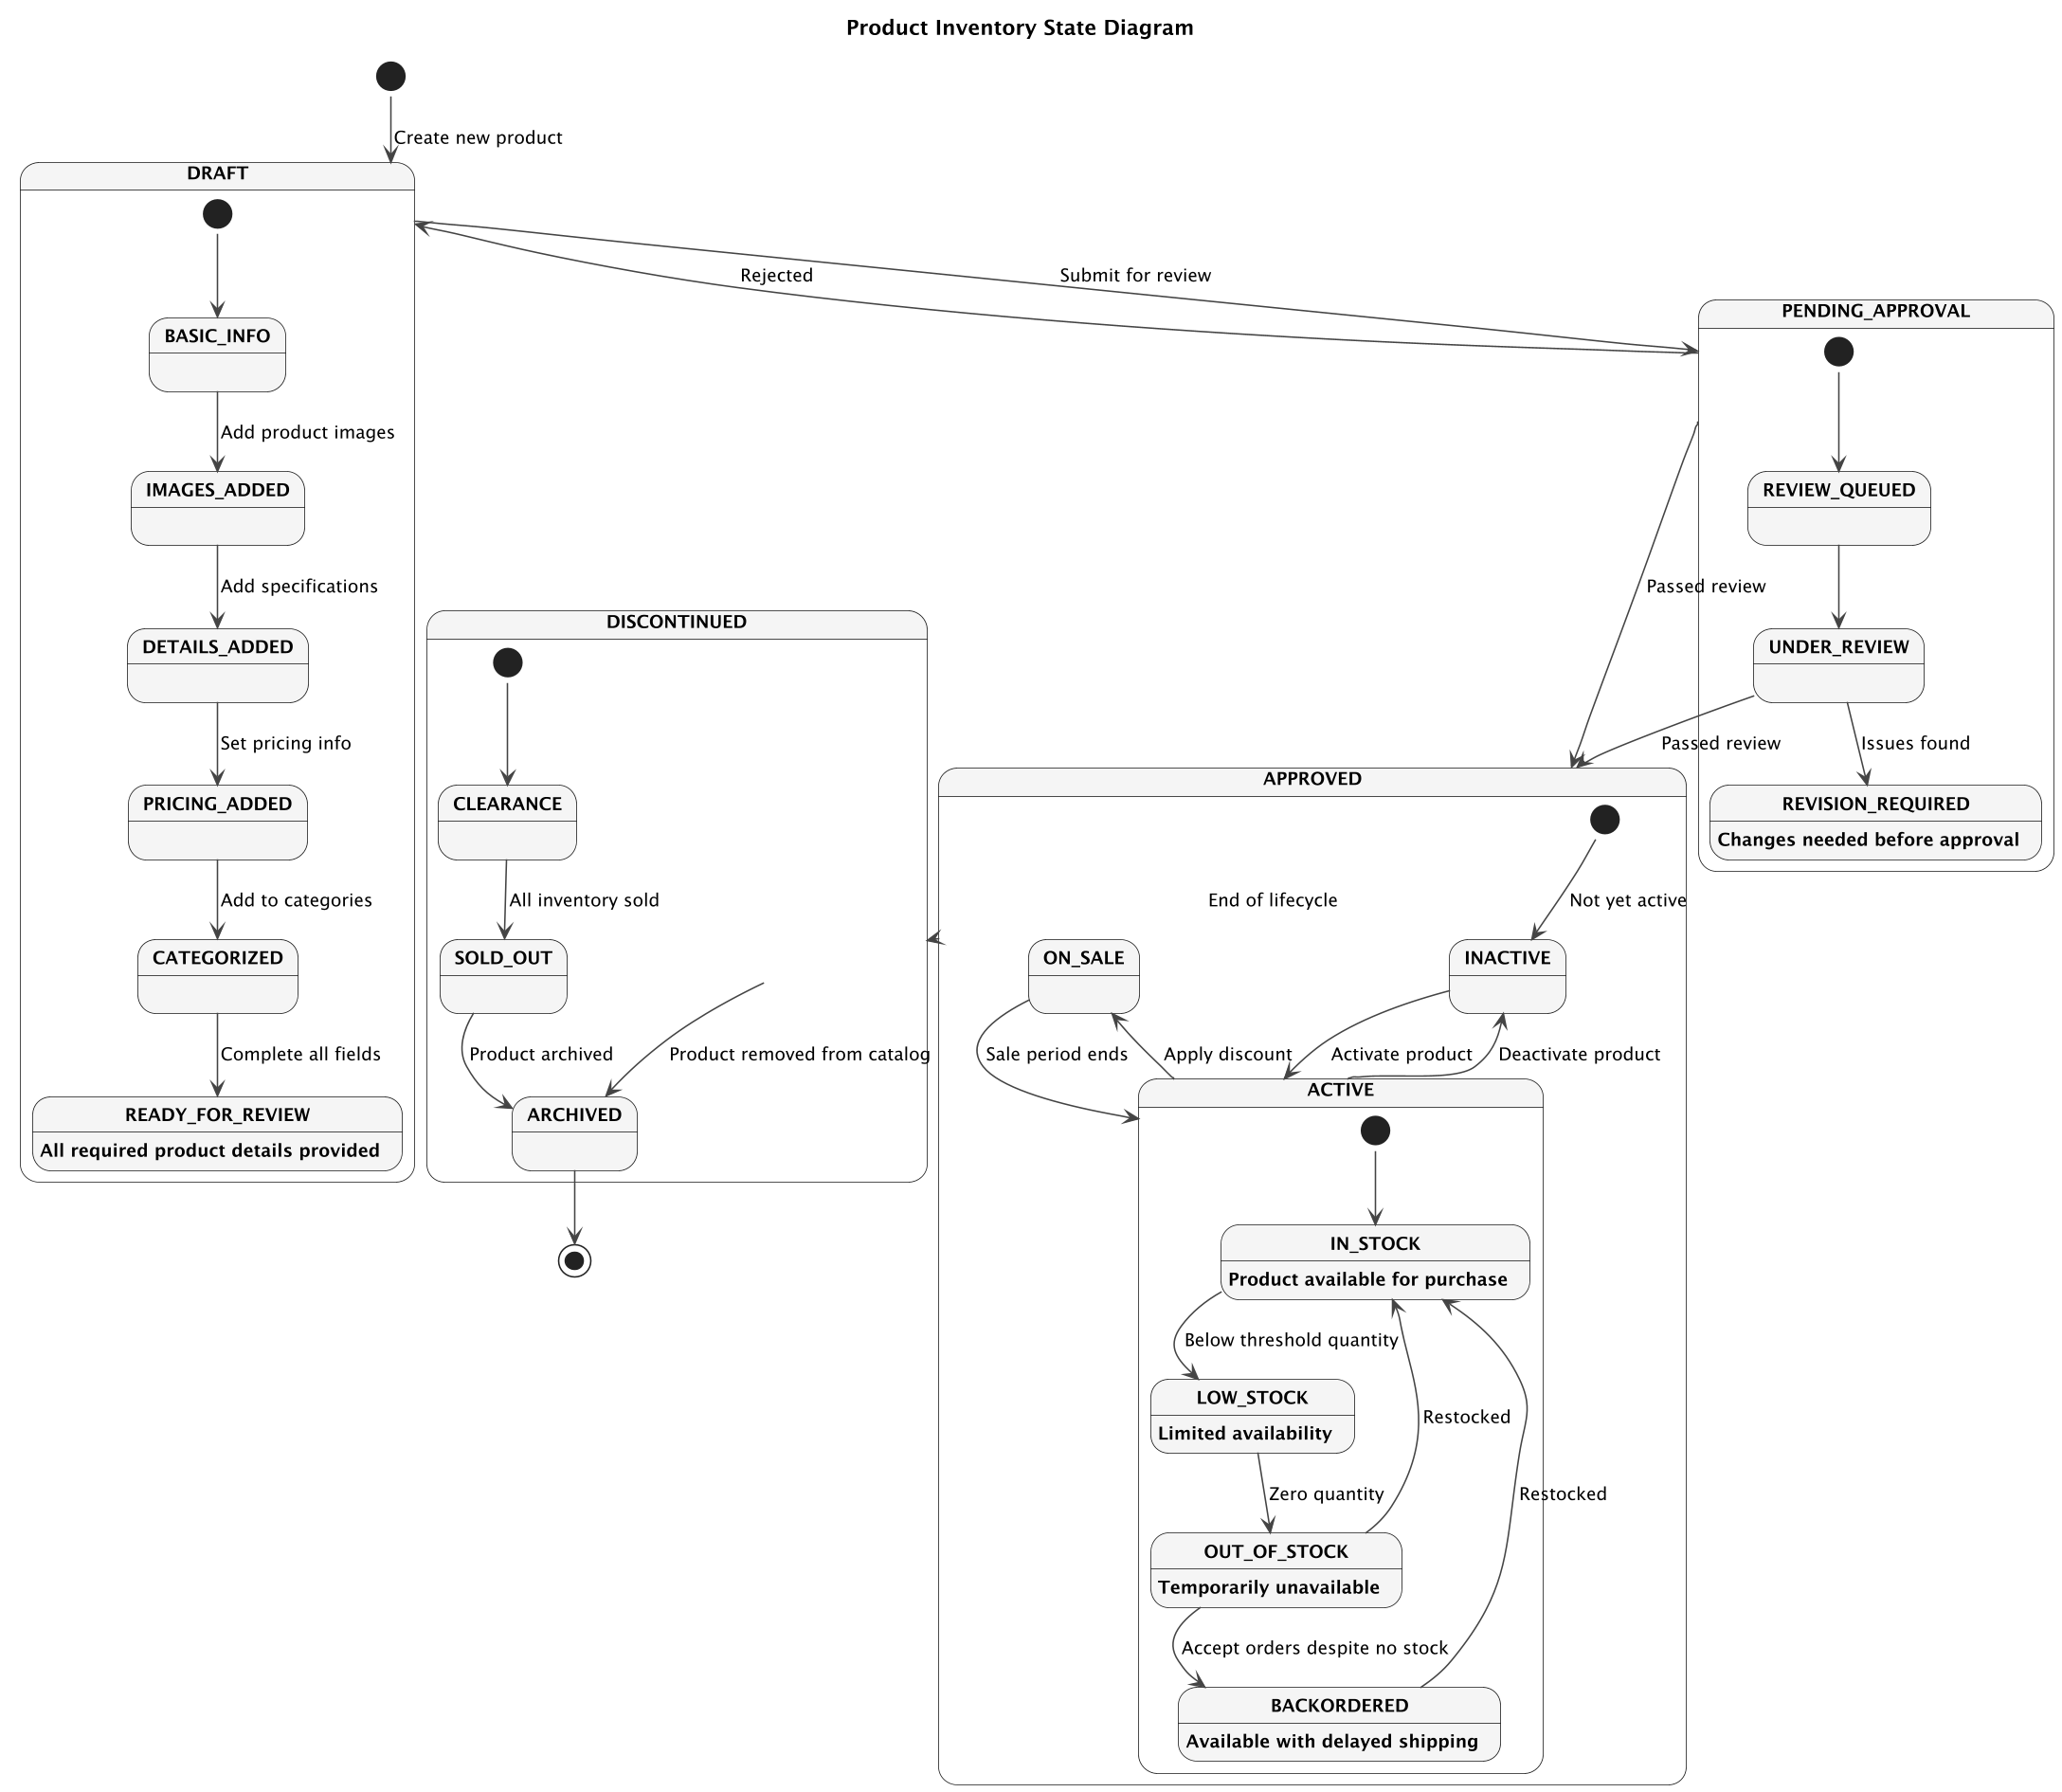 Product Inventory State Diagram
Create new product
DRAFT
BASIC_INFO
Add product images
IMAGES_ADDED
Add specifications
DETAILS_ADDED
Set pricing info
PRICING_ADDED
Add to categories
CATEGORIZED
Complete all fields
READY_FOR_REVIEW
All required product details provided
Rejected
Submit for review
PENDING_APPROVAL
REVIEW_QUEUED
UNDER_REVIEW
Passed review
Passed review
Issues found
REVISION_REQUIRED
Changes needed before approval
DISCONTINUED
CLEARANCE
All inventory sold
SOLD_OUT
Product archived
Product removed from catalog
ARCHIVED
APPROVED
End of lifecycle
Not yet active
ON_SALE
INACTIVE
Sale period ends
Apply discount
Activate product
Deactivate product
ACTIVE
IN_STOCK
Product available for purchase
Below threshold quantity
LOW_STOCK
Limited availability
Restocked
Zero quantity
Restocked
OUT_OF_STOCK
Temporarily unavailable
Accept orders despite no stock
BACKORDERED
Available with delayed shipping